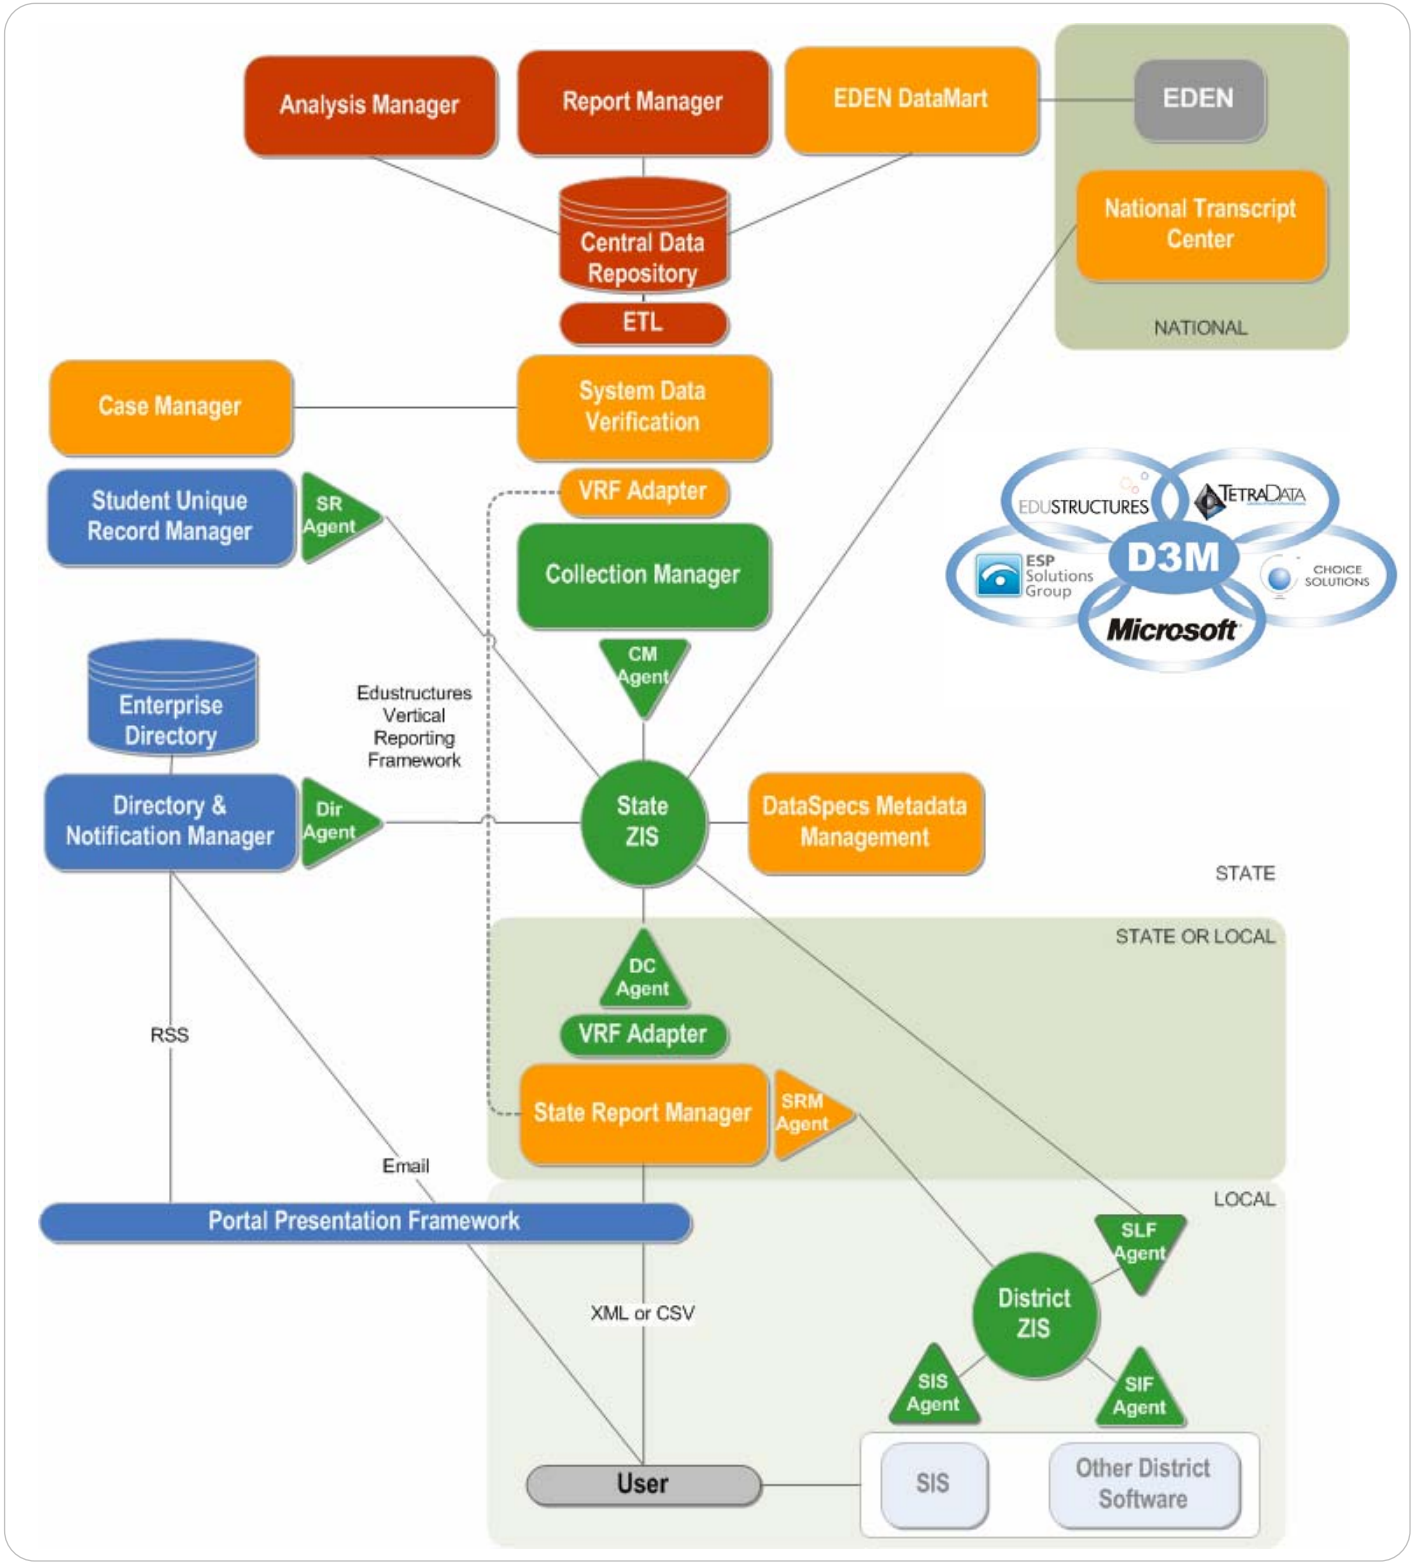 Analysis Manager
Report Manager
EDEN DataMart
EDEN
National Transcript
Center
NATIONAL
Central Data
Repository
ETL
Case Manager
System Data
Verification
VRF Adapter
Student Unique
Record Manager
SR
Agent
Collection Manager
CM
Agent
EDUSTRUCTURES
TETRADATA
D3M
ESP
Solutions
Group
CHOICE
SOLUTIONS
Microsoft
Enterprise
Directory
Edustructures
Vertical
Reporting
Framework
Directory &
Notification Manager
Dir
Agent
State
ZIS
DataSpecs Metadata
Management
STATE
STATE OR LOCAL
DC
Agent
VRF Adapter
RSS
State Report Manager
SRM
Agent
Email
LOCAL
Portal Presentation Framework
SLF
Agent
District
ZIS
XML or CSV
SIS
Agent
SIF
Agent
User
SIS
Other District
Software